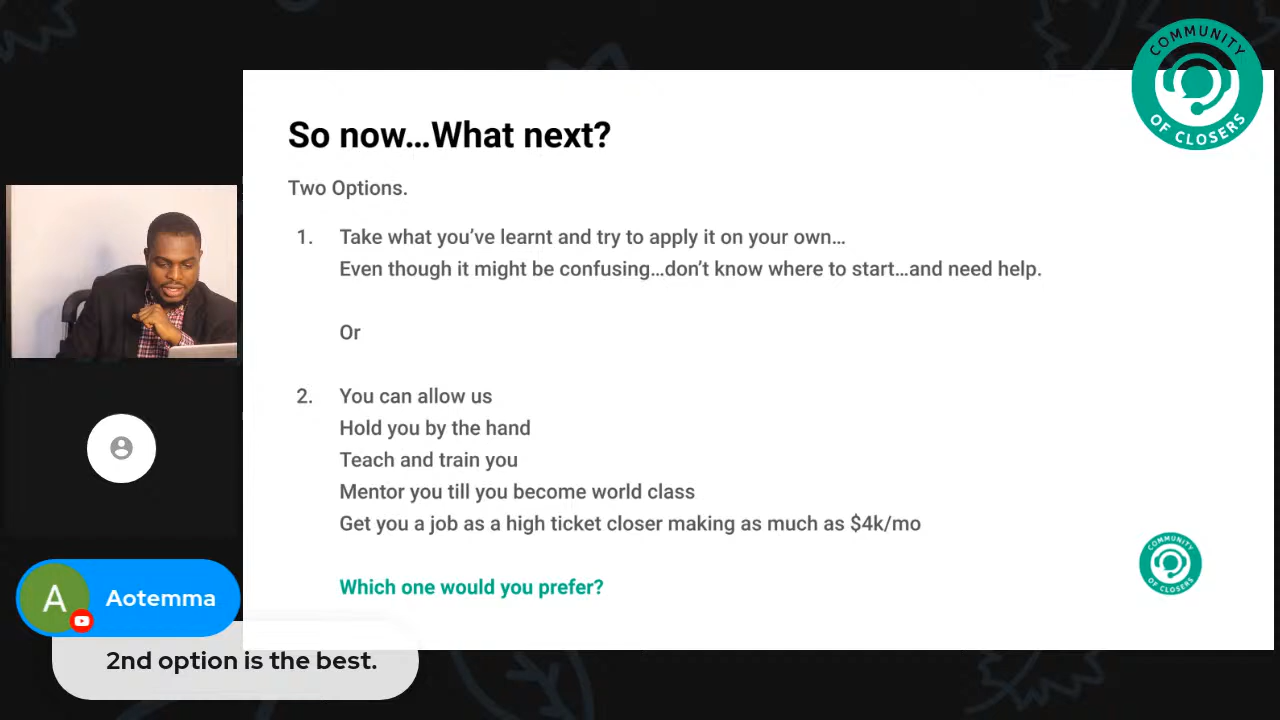 COMMUNITY
OF CLOSERS
So now...What next?
Two Options.
1. Take what you've learnt and try to apply it on your own...
Even though it might be confusing...don't know where to start...and need help.
Or
2. You can allow us
Hold you by the hand
Teach and train you
Mentor you till you become world class
Get you a job as a high ticket closer making as much as $4k/mo
Which one would you prefer?
COMMUNITY
OF CLOSERS
A Aotemma
2nd option is the best.